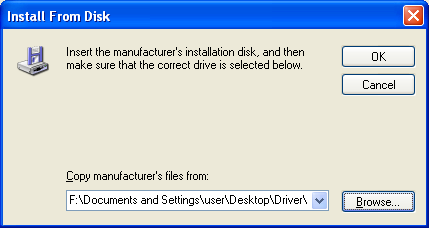 Install From Disk
Insert the manufacturer's installation disk, and then
make sure that the correct drive is selected below.
OK
Cancel
Copy manufacturer's files from:
F:\Documents and Settings\user\Desktop\Driver\
Browse...